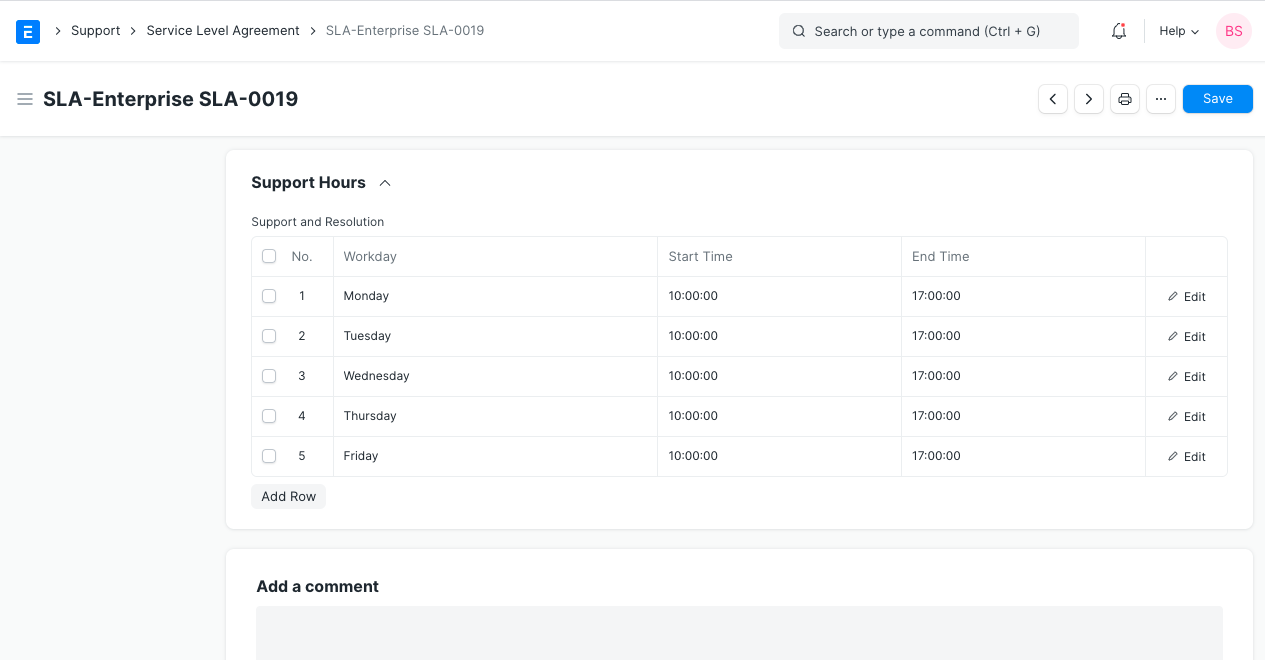 E Support Service Level Agreement SLA-Enterprise SLA-0019 Search or type a command (Ctrl + G) Help BS
SLA-Enterprise SLA-0019 Save
Support Hours
Support and Resolution
No. Workday Start Time End Time
1 Monday 10:00:00 17:00:00 Edit
2 Tuesday 10:00:00 17:00:00 Edit
3 Wednesday 10:00:00 17:00:00 Edit
4 Thursday 10:00:00 17:00:00 Edit
5 Friday 10:00:00 17:00:00 Edit
Add Row
Add a comment